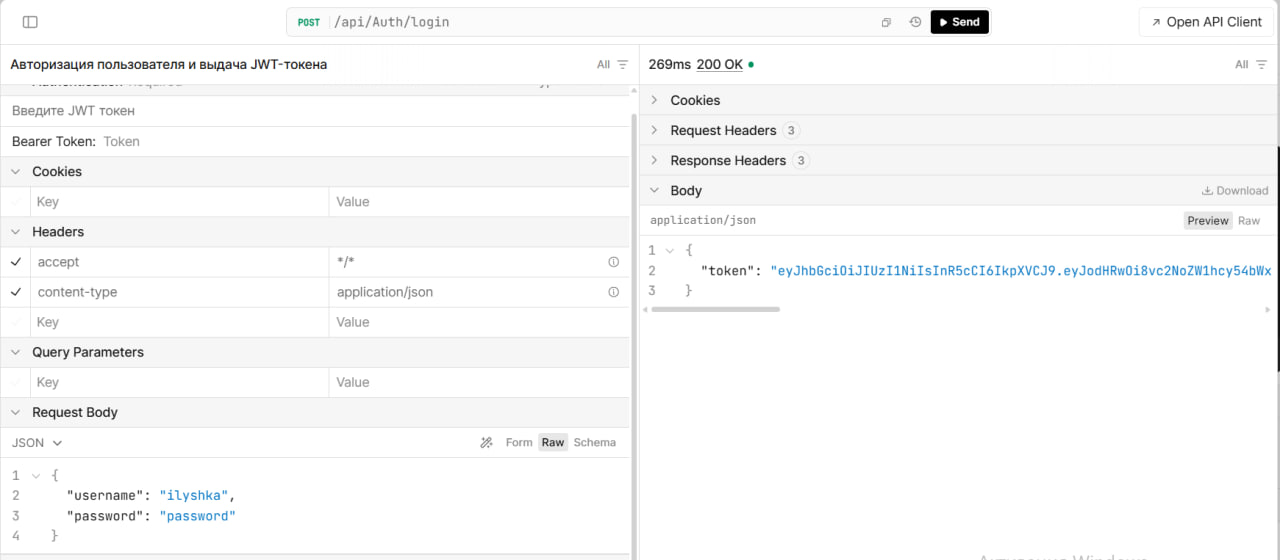 POST /api/Auth/login Send Open API Client
Авторизация пользователя и выдача JWT-токена All
269ms 200 OK All
Введите JWT токен
Bearer Token: Token
Cookies
Key Value
Headers
accept */*
content-type application/json
Key Value
Query Parameters
Key Value
Request Body
JSON Form Raw Schema
1 {
2 "username": "ilyshka",
3 "password": "password"
4 }
Cookies
Request Headers 3
Response Headers 3
Body Download
application/json Preview Raw
1 {
2 "token": "eyJhbGciOiJIUzI1NiIsInR5cCI6IkpXVCJ9.eyJodHRwOi8vc2NoZW1hcy54bWx
3 }